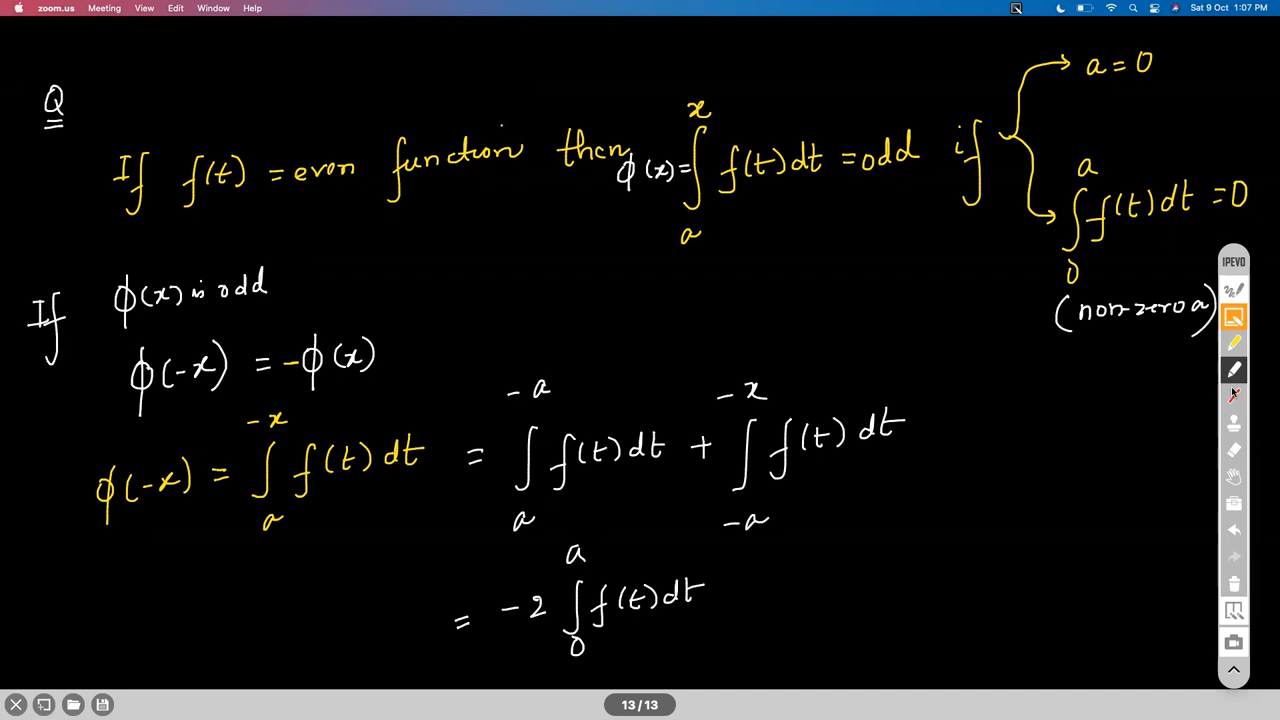 zoom.us Meeting View Edit Window Help Sat 9 Oct 1:07 PM
Q
If f(t) = even function then ϕ(x) = ∫_a^x f(t) dt = odd if → a = 0
→ ∫_0^a f(t) dt = 0
(non-zero a)
If ϕ(x) is odd
ϕ(-x) = -ϕ(x)
ϕ(-x) = ∫_a^{-x} f(t) dt = ∫_a^{-a} f(t) dt + ∫_{-a}^{-x} f(t) dt
= -2 ∫_0^a f(t) dt
IPEVO
13/13